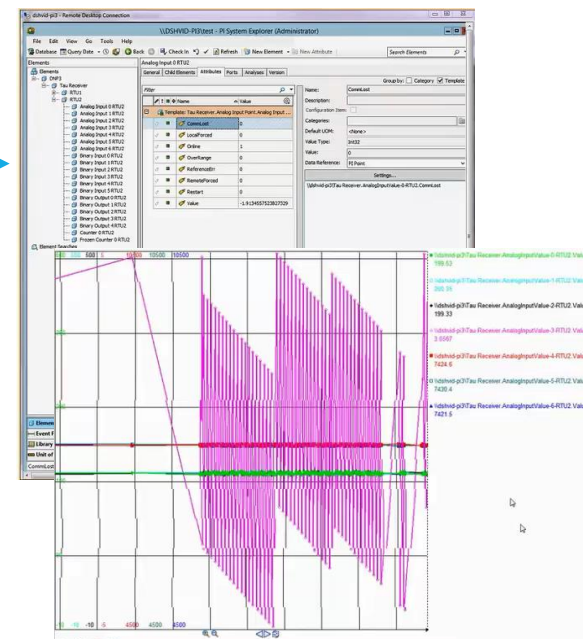 dshvid-pi3 - Remote Desktop Connection
\\DSHVID-PI3\test - PI System Explorer (Administrator)
File Edit View Go Tools Help
Database Query Date Back Check In Refresh New Element New Attribute Search Elements
Elements
Elements
DNP3
Tau Receiver
RTU1
RTU2
Analog Input 0 RTU2
Analog Input 1 RTU2
Analog Input 2 RTU2
Analog Input 3 RTU2
Analog Input 4 RTU2
Analog Input 5 RTU2
Analog Input 6 RTU2
Binary Input 0 RTU2
Binary Input 1 RTU2
Binary Input 2 RTU2
Binary Input 3 RTU2
Binary Input 4 RTU2
Binary Input 5 RTU2
Binary Output 0 RTU2
Binary Output 1 RTU2
Binary Output 2 RTU2
Binary Output 3 RTU2
Binary Output 4 RTU2
Counter 0 RTU2
Frozen Counter 0 RTU2
Element Searches
Elemen
Event F
Library
Unit of
CommLost
Analog Input 0 RTU2
General Child Elements Attributes Ports Analyses Version
Group by: Category Template
Filter
Name Value
Template: Tau Receiver.Analog Input Point.Analog Input ...
CommLost 0
LocalForced 0
Online 1
OverRange 0
ReferenceErr 0
RemoteForced 0
Restart 0
Value
Name: CommLost
Description:
Configuration Item:
Categories:
Default UOM: <None>
Value Type: Int32
Value: 0
Data Reference: PI Point
Settings...
\\dshvid-pi3\Tau Receiver.AnalogInputValue-0-RTU2.CommLost
10500 10500
\\dshvid-pi3\Tau Receiver.AnalogInputValue-0-RTU2.Val
\\dshvid-pi3\Tau Receiver.AnalogInputValue-1-RTU2.Val
\\dshvid-pi3\Tau Receiver.AnalogInputValue-2-RTU2.Val
199.33
\\dshvid-pi3\Tau Receiver.AnalogInputValue-3-RTU2.Val
\\dshvid-pi3\Tau Receiver.AnalogInputValue-4-RTU2.Val
7434.6
\\dshvid-pi3\Tau Receiver.AnalogInputValue-5-RTU2.Val
7430.4
\\dshvid-pi3\Tau Receiver.AnalogInputValue-6-RTU2.Val
7421.5
-10 -10 -6 4500 4500 4500